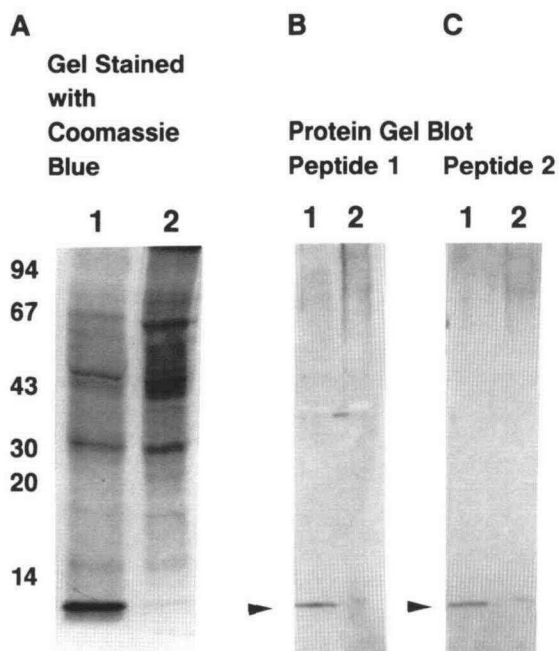 A
B
C
Gel Stained
with
Coomassie
Blue
Protein Gel Blot
Peptide 1
Peptide 2
1 2
1 2
1 2
94
67
43
30
20
14